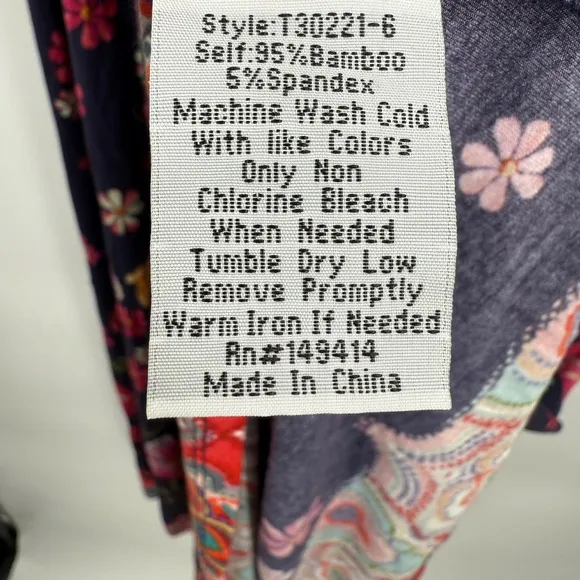 Style:T30221-6
Self:95%Bamboo
5%Spandex
Machine Wash Cold
With like Colors
Only Non
Chlorine Bleach
When Needed
Tumble Dry Low
Remove Promptly
Warm Iron If Needed
Rn#149414
Made In China